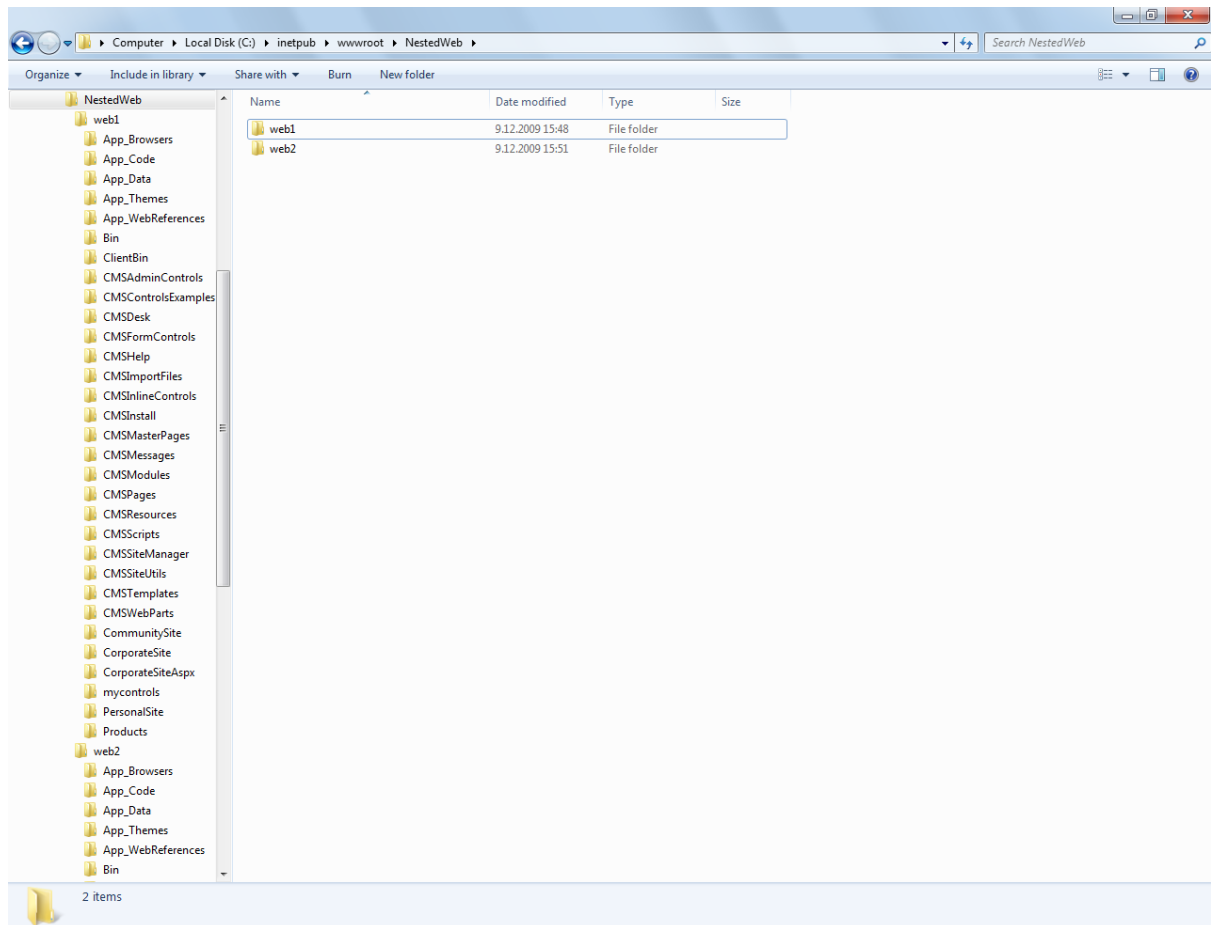 Computer Local Disk (C:) inetpub wwwroot NestedWeb Search NestedWeb
Organize Include in library Share with Burn New folder
NestedWeb
web1
App_Browsers
App_Code
App_Data
App_Themes
App_WebReferences
Bin
ClientBin
CMSAdminControls
CMSControlsExamples
CMSDesk
CMSFormControls
CMSHelp
CMSImportFiles
CMSInlineControls
CMSInstall
CMSMasterPages
CMSMessages
CMSModules
CMSPages
CMSResources
CMSScripts
CMSSiteManager
CMSSiteUtils
CMSTemplates
CMSWebParts
CommunitySite
CorporateSite
CorporateSiteAspx
mycontrols
PersonalSite
Products
web2
App_Browsers
App_Code
App_Data
App_Themes
App_WebReferences
Bin
Name Date modified Type Size
web1 9.12.2009 15:48 File folder
web2 9.12.2009 15:51 File folder
2 items